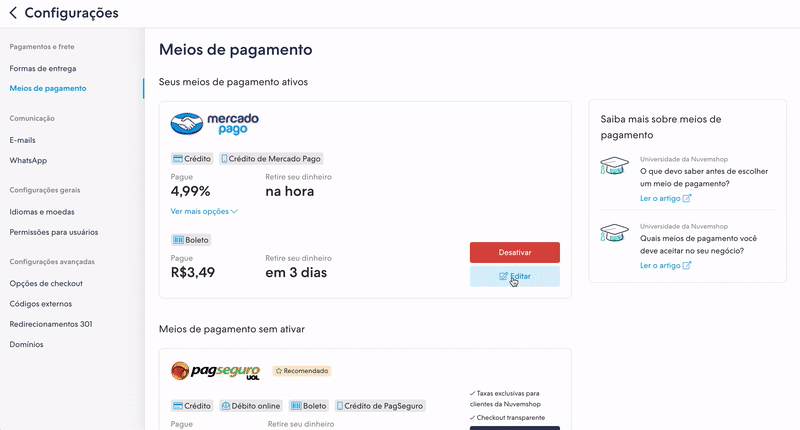 Configurações
Pagamentos e frete
Formas de entrega
Meios de pagamento
Comunicação
E-mails
WhatsApp
Configurações gerais
Idiomas e moedas
Permissões para usuários
Configurações avançadas
Opções de checkout
Códigos externos
Redirecionamentos 301
Domínios
Meios de pagamento
Seus meios de pagamento ativos
mercado
pago
Crédito
Crédito de Mercado Pago
Pague
Retire seu dinheiro
4,99%
na hora
Ver mais opções
Boleto
Pague
Retire seu dinheiro
R$3,49
em 3 dias
Desativar
Editar
Meios de pagamento sem ativar
pagseguro
UOL
Recomendado
Crédito
Débito online
Boleto
Crédito de PagSeguro
Pague
Retire seu dinheiro
Taxas exclusivas para
clientes da Nuvemshop
Checkout transparente
Saiba mais sobre meios de
pagamento
Universidade da Nuvemshop
O que devo saber antes de escolher
um meio de pagamento?
Ler o artigo
Universidade da Nuvemshop
Quais meios de pagamento você
deve aceitar no seu negócio?
Ler o artigo